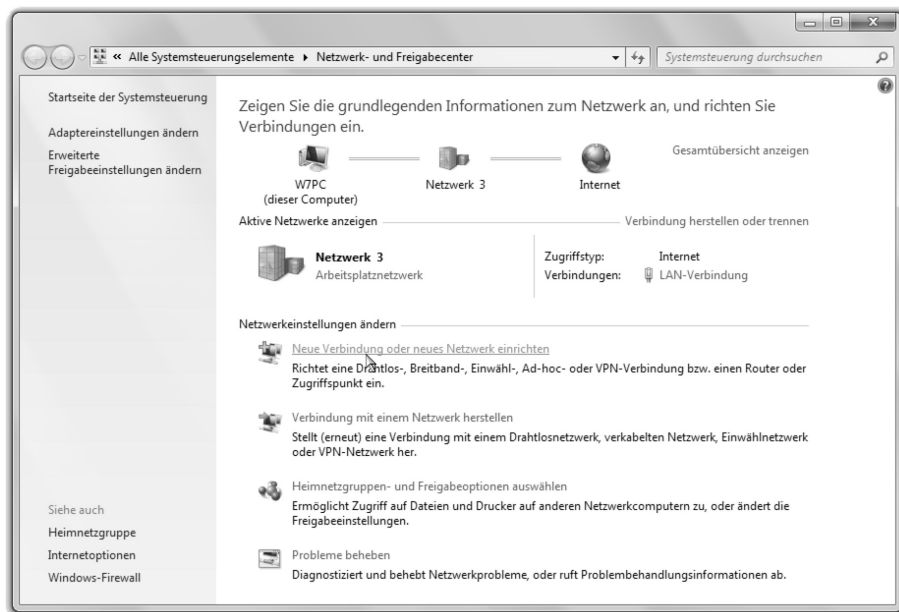 « Alle Systemsteuerungselemente ▸ Netzwerk- und Freigabecenter
Systemsteuerung durchsuchen
Startseite der Systemsteuerung
Adaptereinstellungen ändern
Erweiterte
Freigabeeinstellungen ändern
Zeigen Sie die grundlegenden Informationen zum Netzwerk an, und richten Sie
Verbindungen ein.
Gesamtübersicht anzeigen
W7PC
(dieser Computer)
Netzwerk 3
Internet
Aktive Netzwerke anzeigen
Verbindung herstellen oder trennen
Netzwerk 3
Arbeitsplatznetzwerk
Zugriffstyp: Internet
Verbindungen: LAN-Verbindung
Netzwerkeinstellungen ändern
Neue Verbindung oder neues Netzwerk einrichten
Richtet eine Drahtlos-, Breitband-, Einwähl-, Ad-hoc- oder VPN-Verbindung bzw. einen Router oder
Zugriffspunkt ein.
Verbindung mit einem Netzwerk herstellen
Stellt (erneut) eine Verbindung mit einem Drahtlosnetzwerk, verkabelten Netzwerk, Einwählnetzwerk
oder VPN-Netzwerk her.
Heimnetzgruppen- und Freigabeoptionen auswählen
Ermöglicht Zugriff auf Dateien und Drucker auf anderen Netzwerkcomputern zu, oder ändert die
Freigabeeinstellungen.
Probleme beheben
Diagnostiziert und behebt Netzwerkprobleme, oder ruft Problembehandlungsinformationen ab.
Siehe auch
Heimnetzgruppe
Internetoptionen
Windows-Firewall